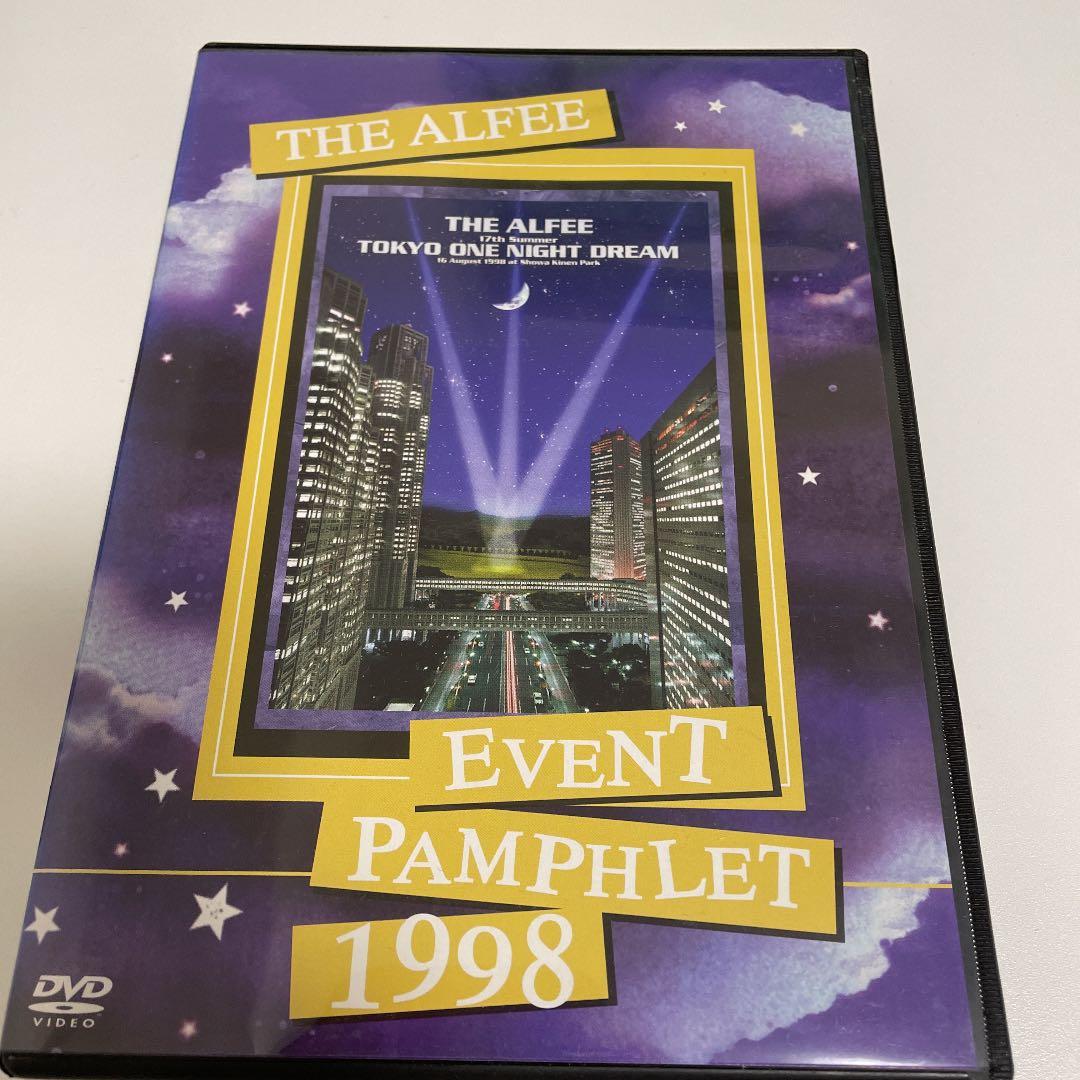 THE ALFEE
THE ALFEE
17th Summer
TOKYO ONE NIGHT DREAM
16 August 1998 at Showa Kinen Park
EVENT
PAMPHLET
1998
DVD
VIDEO